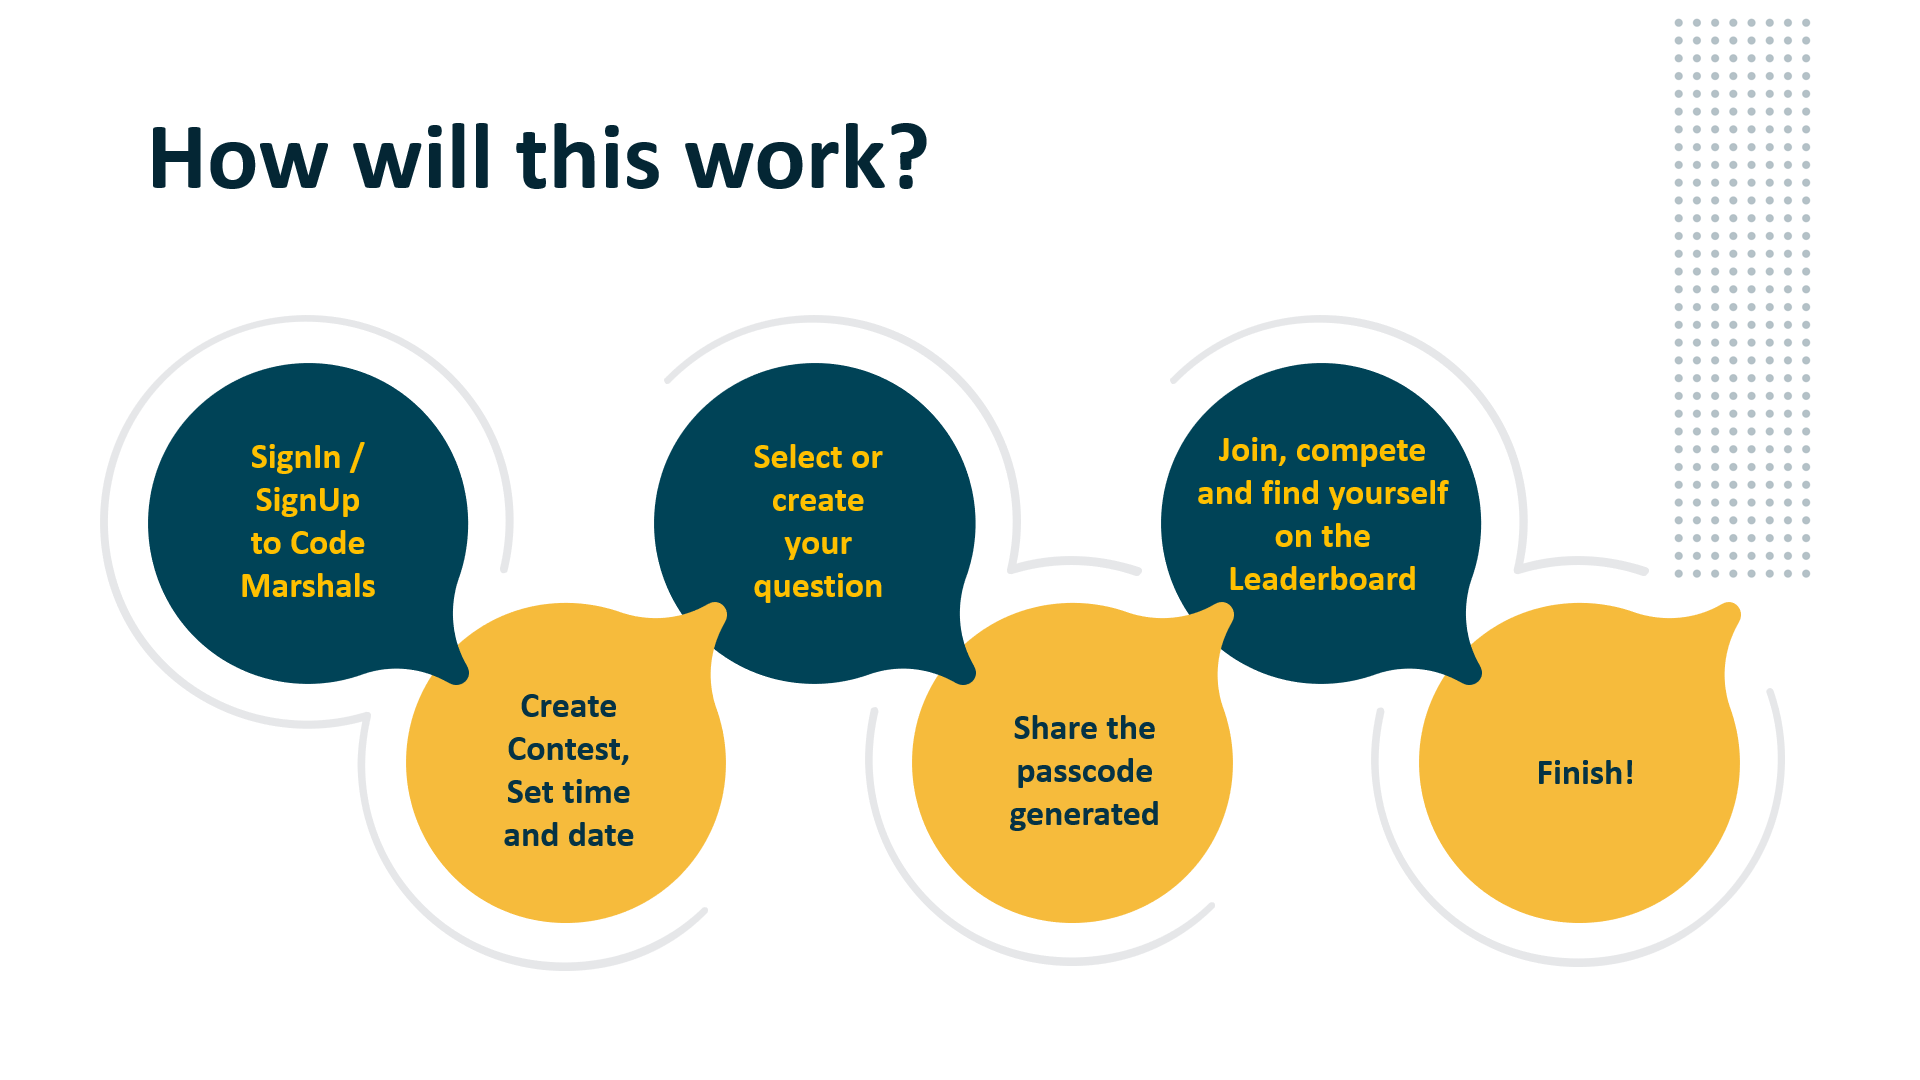 How will this work?
SignIn /
SignUp
to Code
Marshals
Create
Contest,
Set time
and date
Select or
create
your
question
Share the
passcode
generated
Join, compete
and find yourself
on the
Leaderboard
Finish!